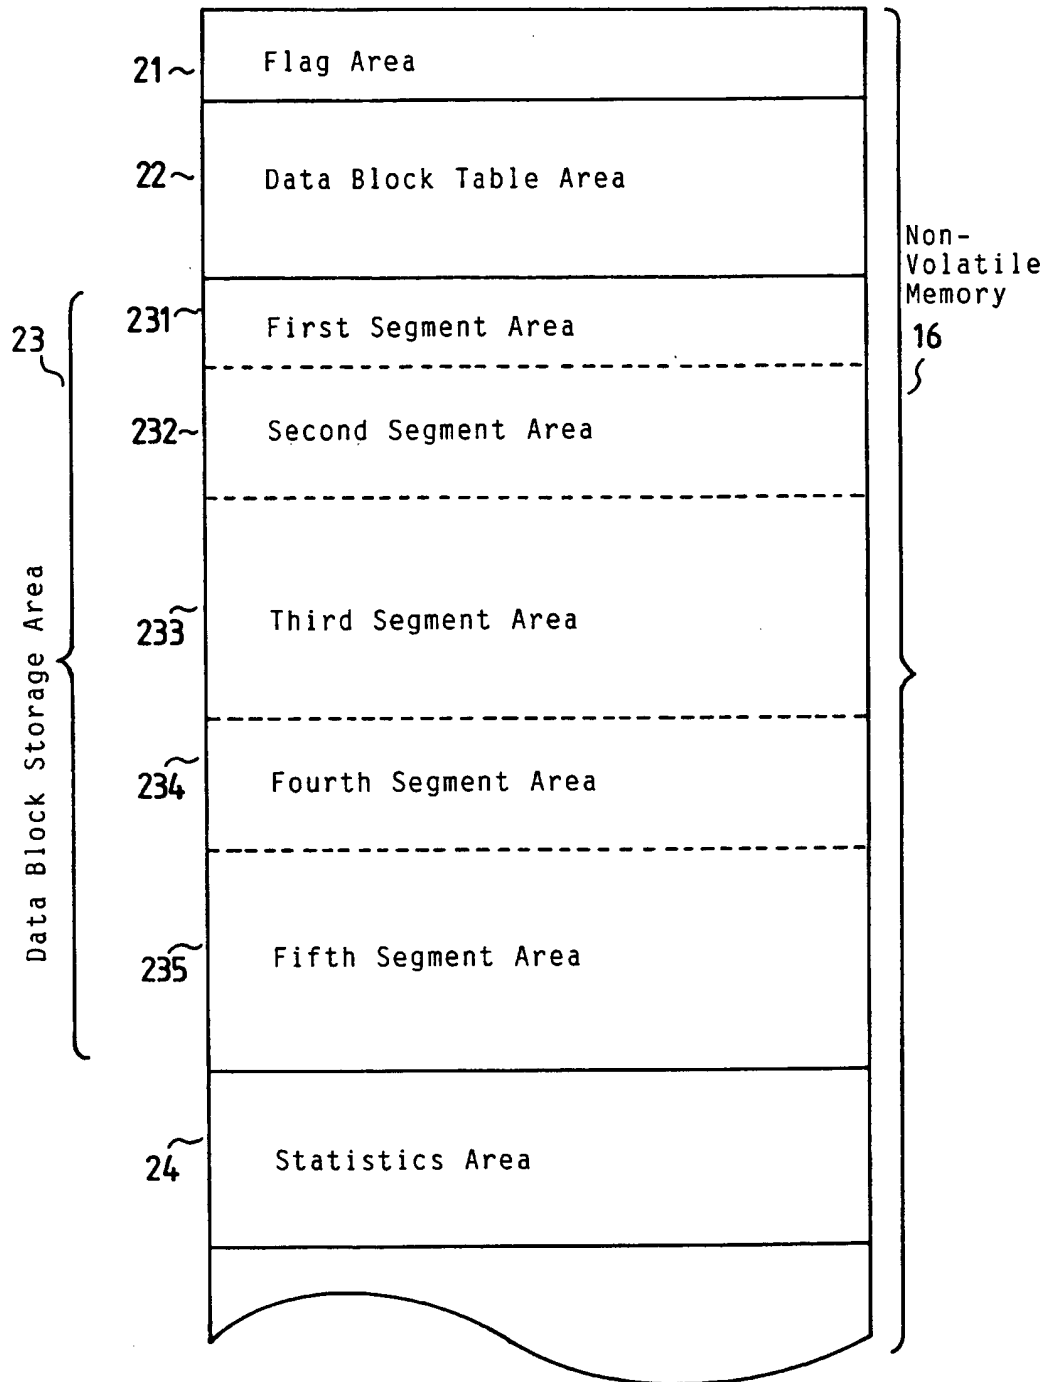 21
Flag Area
22
Data Block Table Area
Non-
Volatile
Memory
16
23
Data Block Storage Area
231
First Segment Area
232
Second Segment Area
233
Third Segment Area
234
Fourth Segment Area
235
Fifth Segment Area
24
Statistics Area